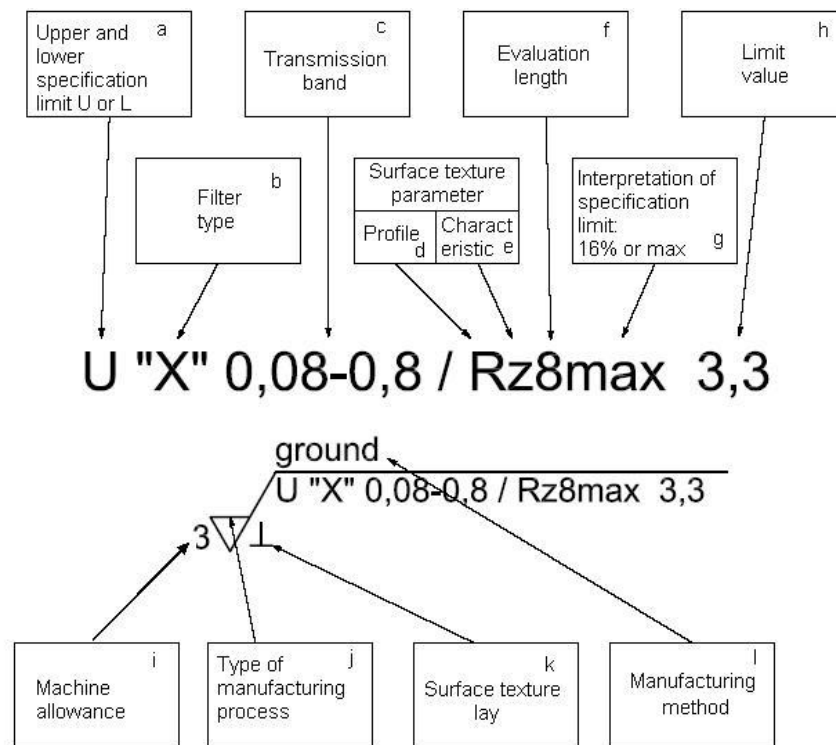 Upper and a
lower
specification
limit U or L
c
Transmission
band
f
Evaluation
length
h
Limit
value
b
Filter
type
Surface texture
parameter
Profile d
Charact
eristic e
Interpretation of
specification
limit:
16% or max g
U "X" 0,08-0,8 / Rz8max 3,3
ground
U "X" 0,08-0,8 / Rz8max 3,3
3 ⊥
i
Machine
allowance
Type of j
manufacturing
process
k
Surface texture
lay
l
Manufacturing
method